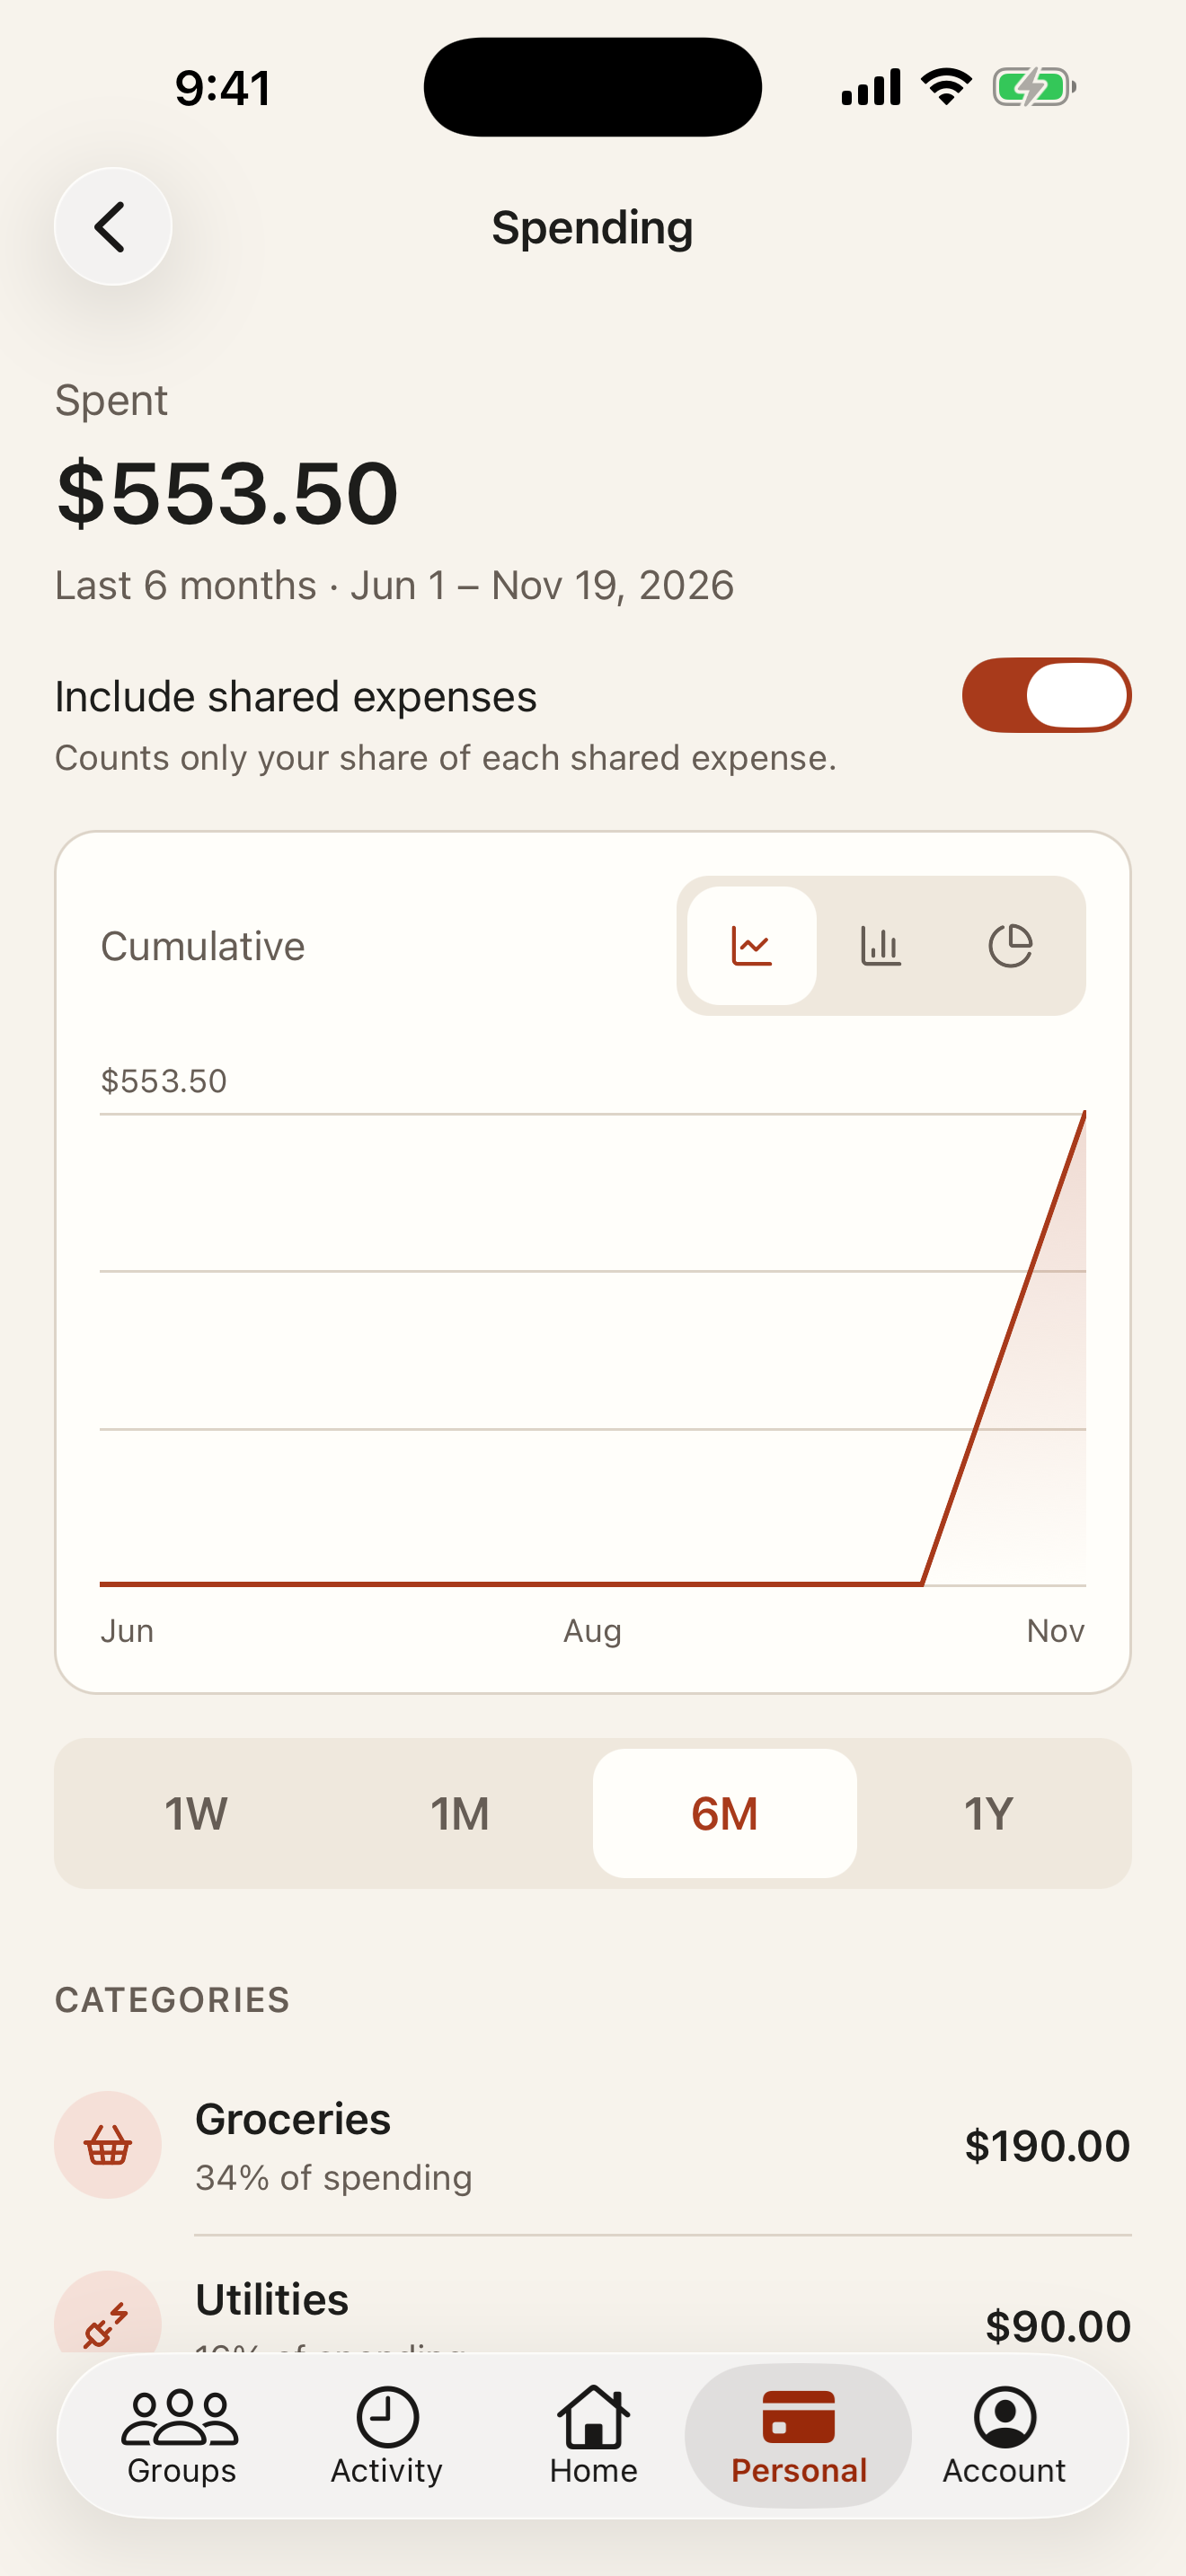 9:41
Spending
Spent
$553.50
Last 6 months · Jun 1 – Nov 19, 2026
Include shared expenses
Counts only your share of each shared expense.
Cumulative
$553.50
Jun Aug Nov
1W 1M 6M 1Y
CATEGORIES
Groceries
$190.00
34% of spending
Utilities
$90.00
Groups Activity Home Personal Account